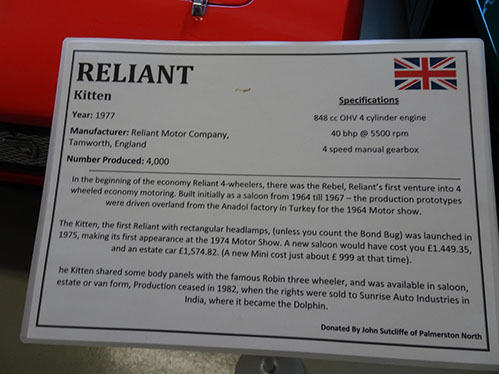 RELIANT
Kitten
Year: 1977
Manufacturer: Reliant Motor Company,
Tamworth, England
Number Produced: 4,000
Specifications
848 cc OHV 4 cylinder engine
40 bhp @ 5500 rpm
4 speed manual gearbox
In the beginning of the economy Reliant 4-wheelers, there was the Rebel, Reliant's first venture into 4
wheeled economy motoring. Built initially as a saloon from 1964 till 1967 – the production prototypes
were driven overland from the Anadol factory in Turkey for the 1964 Motor show.
The Kitten, the first Reliant with rectangular headlamps, (unless you count the Bond Bug) was launched in
1975, making its first appearance at the 1974 Motor Show. A new saloon would have cost you £1.449.35,
and an estate car £1,574.82. (A new Mini cost just about £ 999 at that time).
he Kitten shared some body panels with the famous Robin three wheeler, and was available in saloon,
estate or van form, Production ceased in 1982, when the rights were sold to Sunrise Auto Industries in
India, where it became the Dolphin.
Donated By John Sutcliffe of Palmerston North